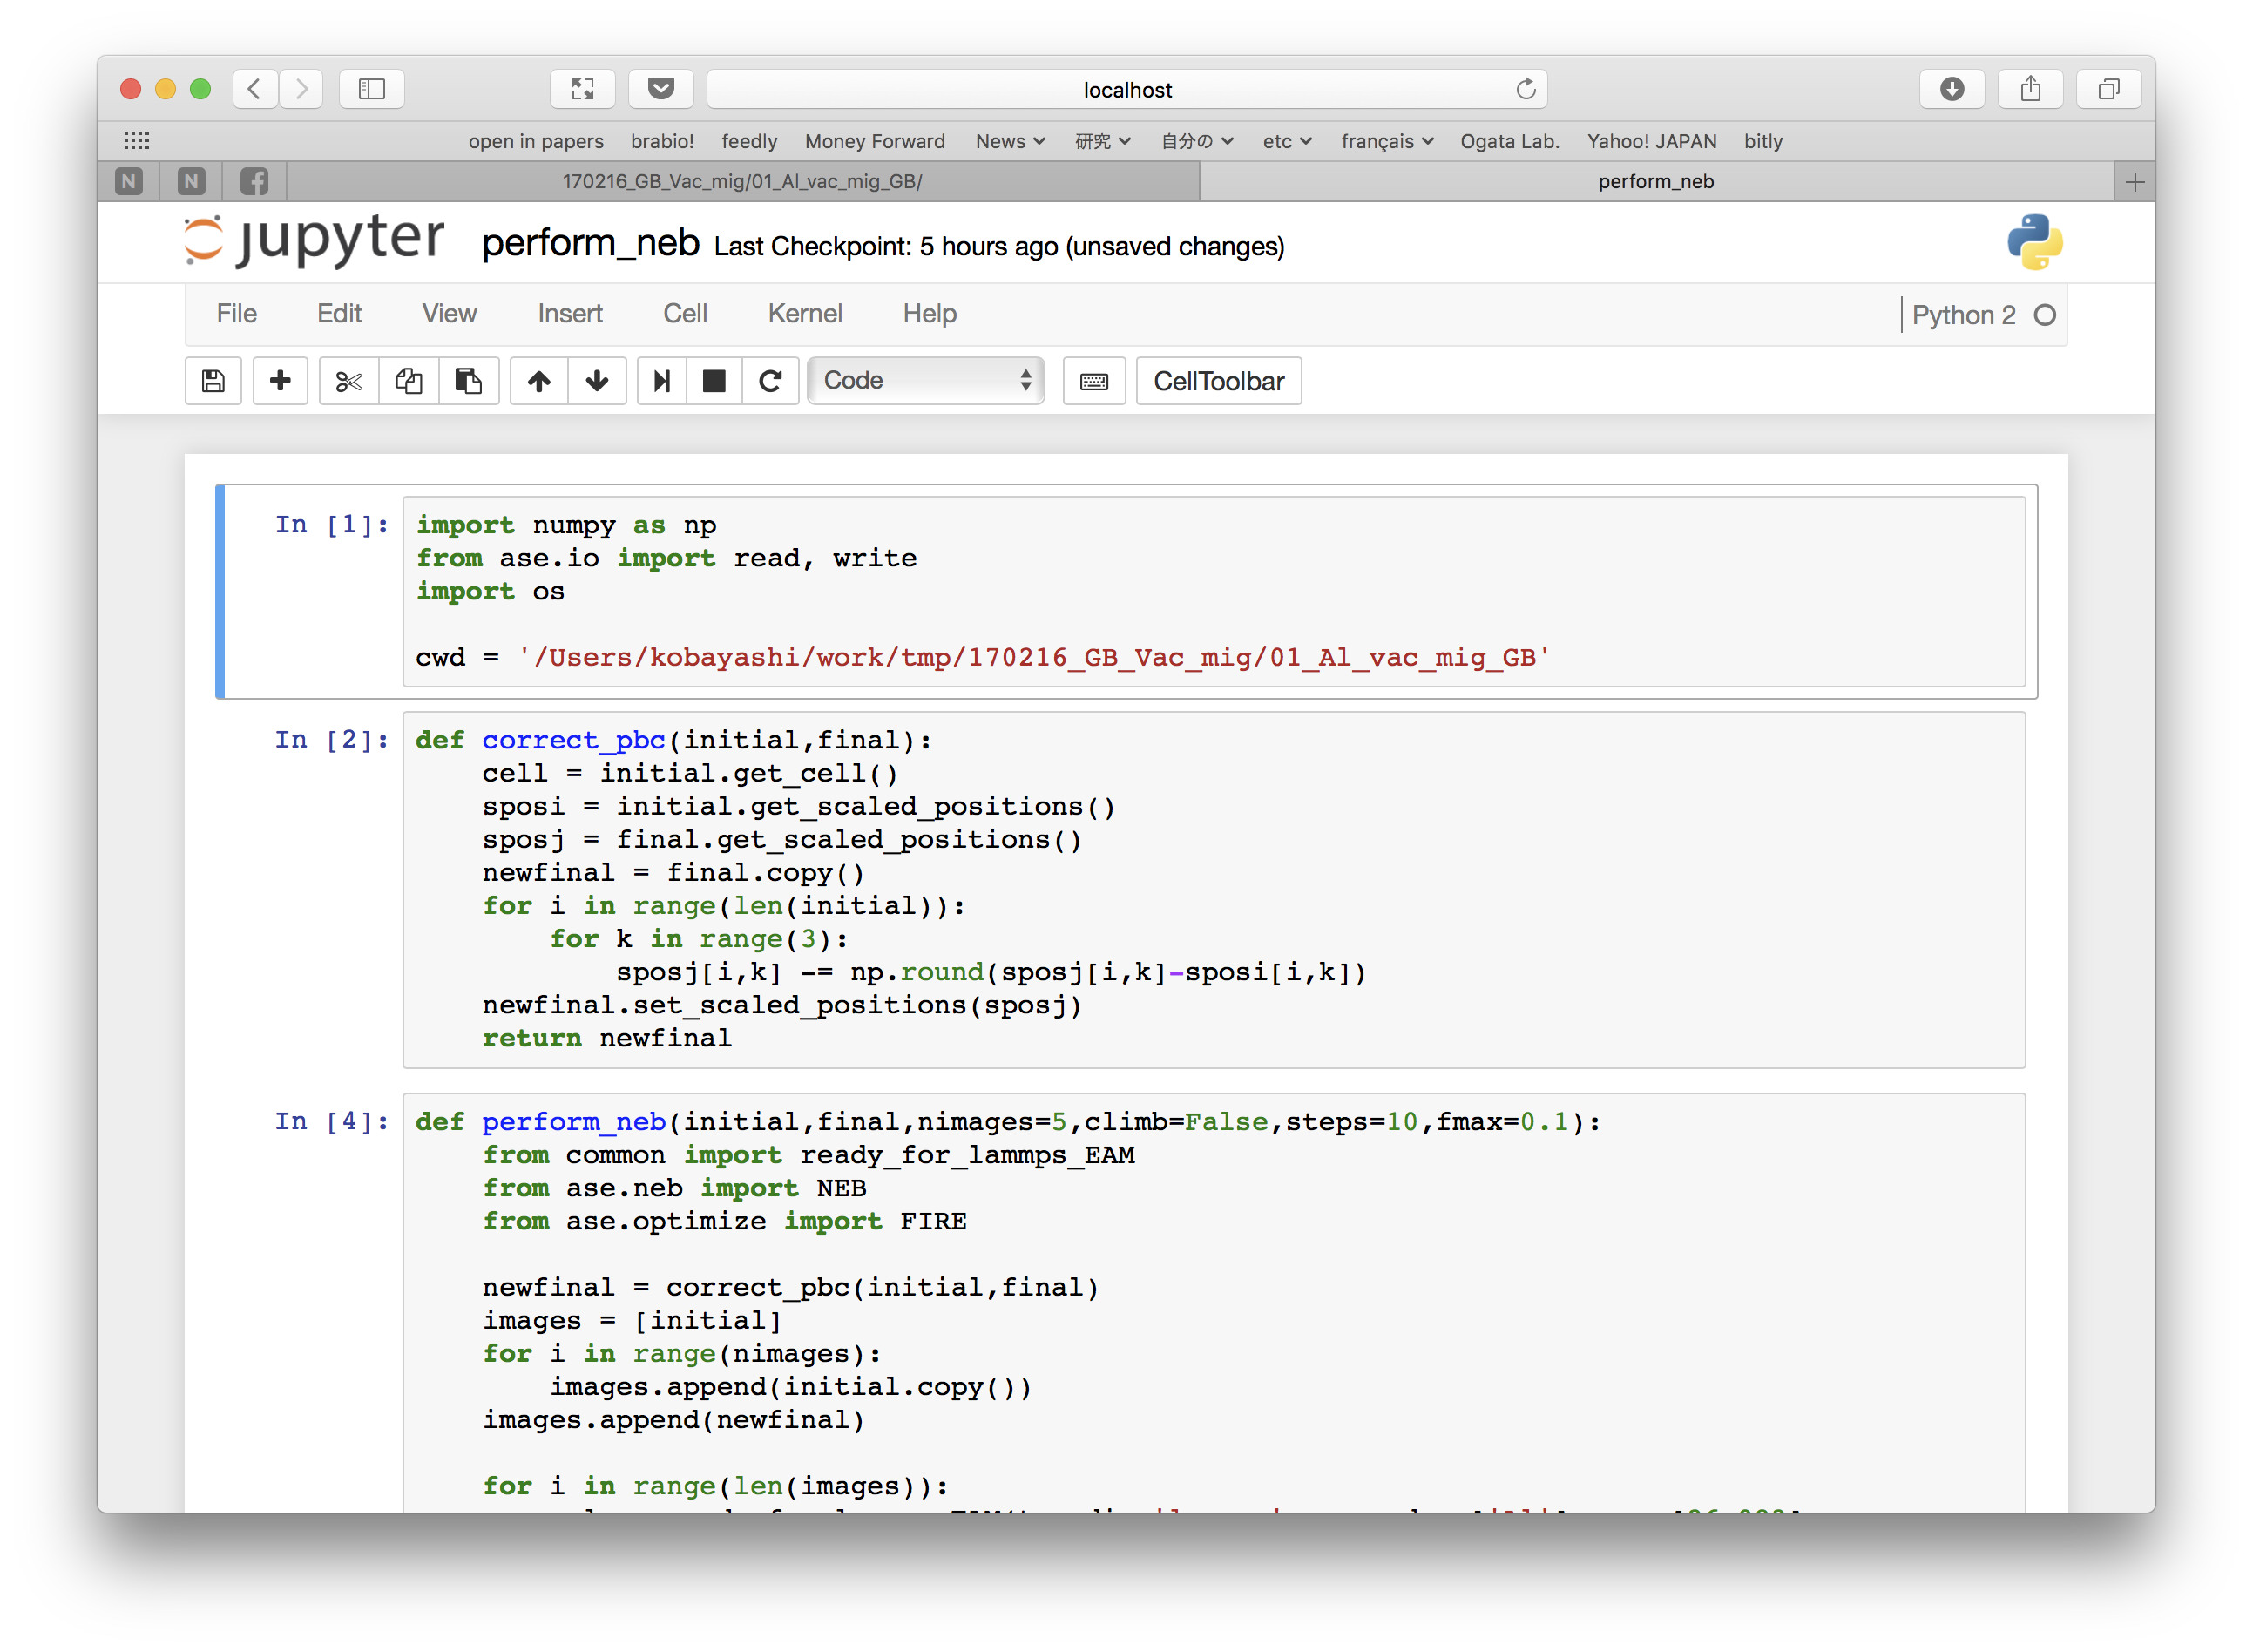 localhost
open in papers brabio! feedly Money Forward News 研究 自分の etc français Ogata Lab. Yahoo! JAPAN bitly
N N f 170216_GB_Vac_mig/01_Al_vac_mig_GB/ perform_neb
jupyter perform_neb Last Checkpoint: 5 hours ago (unsaved changes)
File Edit View Insert Cell Kernel Help Python 2
Code CellToolbar
In [1]: import numpy as np
from ase.io import read, write
import os
cwd = '/Users/kobayashi/work/tmp/170216_GB_Vac_mig/01_Al_vac_mig_GB'
In [2]: def correct_pbc(initial,final):
    cell = initial.get_cell()
    sposi = initial.get_scaled_positions()
    sposj = final.get_scaled_positions()
    newfinal = final.copy()
    for i in range(len(initial)):
        for k in range(3):
            sposj[i,k] -= np.round(sposj[i,k]-sposi[i,k])
    newfinal.set_scaled_positions(sposj)
    return newfinal
In [4]: def perform_neb(initial,final,nimages=5,climb=False,steps=10,fmax=0.1):
    from common import ready_for_lammps_EAM
    from ase.neb import NEB
    from ase.optimize import FIRE
    newfinal = correct_pbc(initial,final)
    images = [initial]
    for i in range(nimages):
        images.append(initial.copy())
    images.append(newfinal)
    for i in range(len(images)):